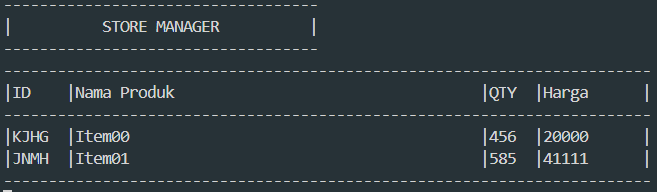 STORE MANAGER
|ID |Nama Produk |QTY |Harga |
|KJHG |Item00 |456 |20000 |
|JNMH |Item01 |585 |41111 |